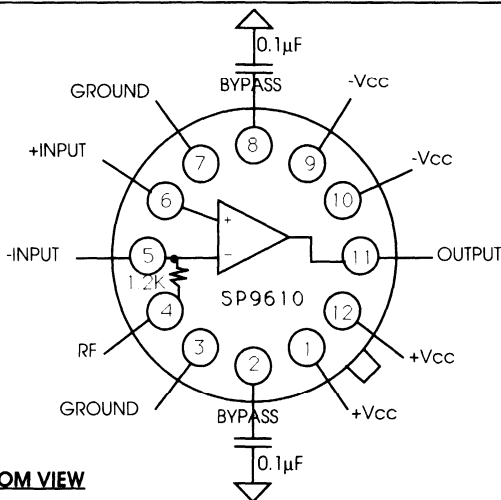 0.1µF
BYPASS
-Vcc
GROUND
8
+INPUT
7
9
-Vcc
6
10
+
-INPUT
5
-
11
OUTPUT
1.2K
SP9610
4
12
RF
3
2
1
+Vcc
GROUND
BYPASS
+Vcc
0.1µF
OM VIEW